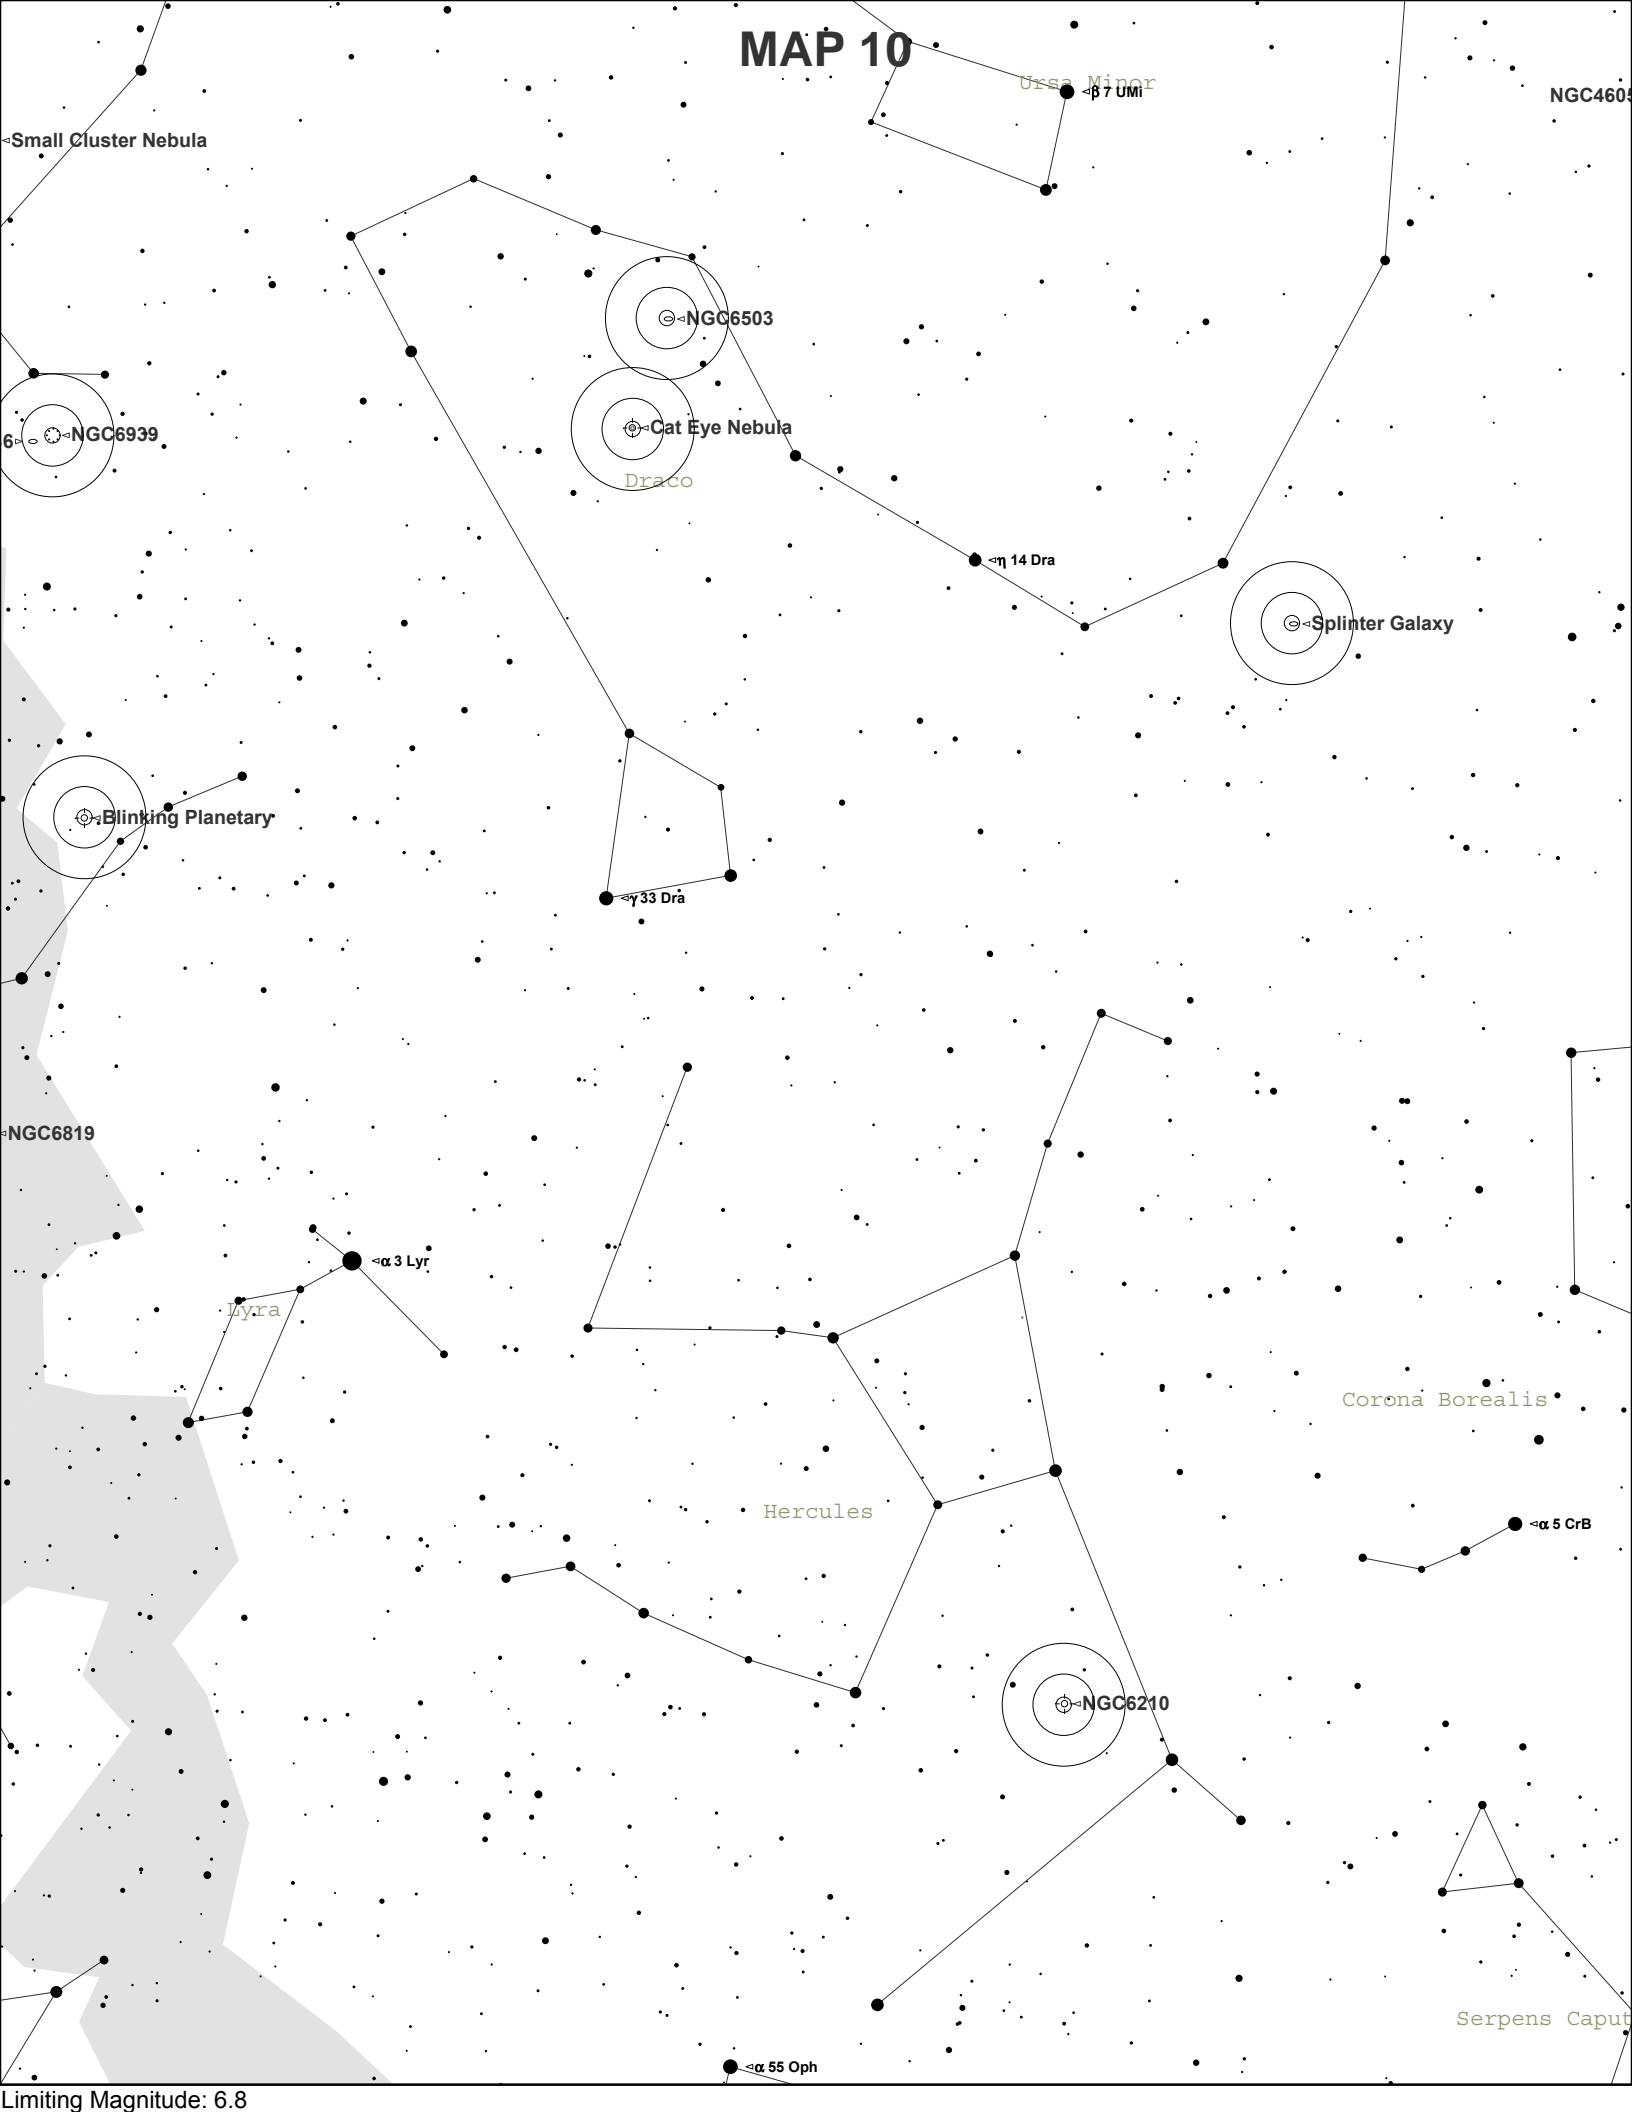 MAP 10
Ursa Minor
β 7 UMi
NGC4605
Small Cluster Nebula
NGC6503
Cat Eye Nebula
NGC6939
6
Draco
η 14 Dra
Splinter Galaxy
Blinking Planetary
γ 33 Dra
NGC6819
α 3 Lyr
Lyra
Corona Borealis
Hercules
α 5 CrB
NGC6210
Serpens Caput
α 55 Oph
Limiting Magnitude: 6.8